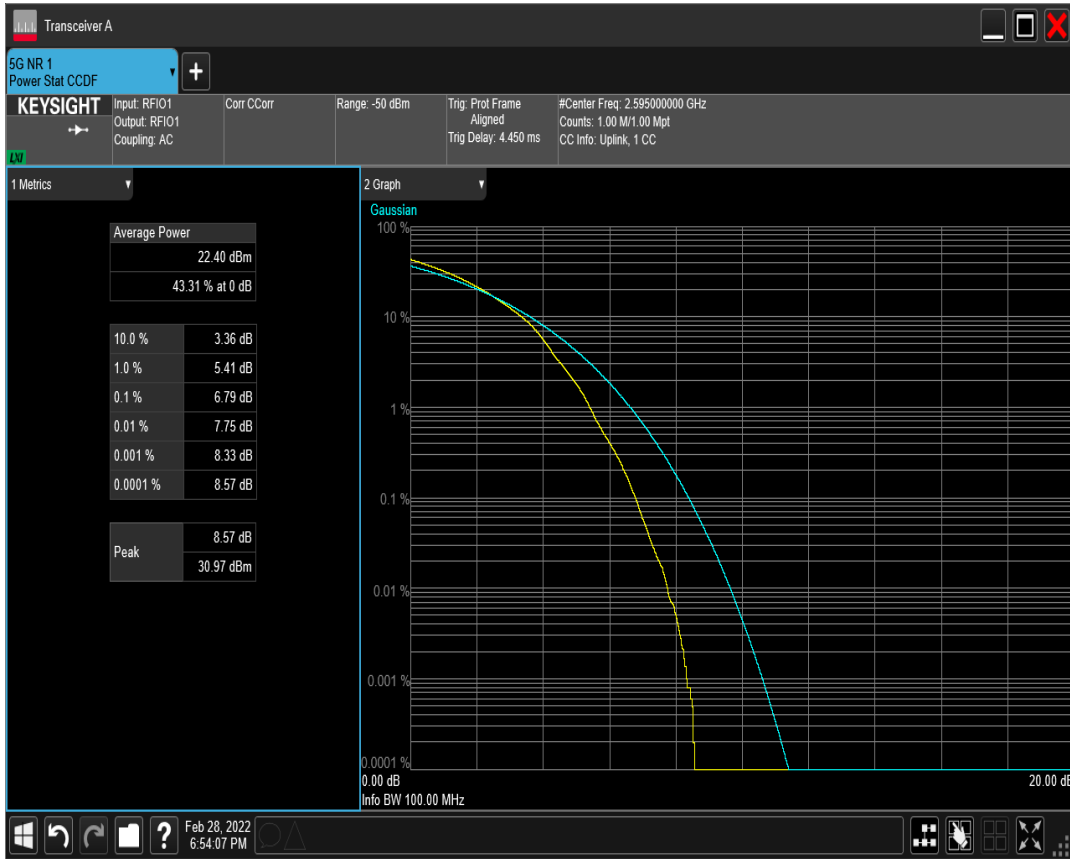 Transceiver A
5G NR 1
Power Stat CCDF
+
KEYSIGHT
LXI
Input: RFIO1
Output: RFIO1
Coupling: AC
Corr CCorr
Range: -50 dBm
Trig: Prot Frame
Aligned
Trig Delay: 4.450 ms
#Center Freq: 2.595000000 GHz
Counts: 1.00 M/1.00 Mpt
CC Info: Uplink, 1 CC
1 Metrics
Average Power
22.40 dBm
43.31 % at 0 dB
10.0 % 3.36 dB
1.0 % 5.41 dB
0.1 % 6.79 dB
0.01 % 7.75 dB
0.001 % 8.33 dB
0.0001 % 8.57 dB
Peak
8.57 dB
30.97 dBm
2 Graph
Gaussian
100 %
10 %
1 %
0.1 %
0.01 %
0.001 %
0.0001 %
0.00 dB 20.00 dB
Info BW 100.00 MHz
?
Feb 28, 2022
6:54:07 PM